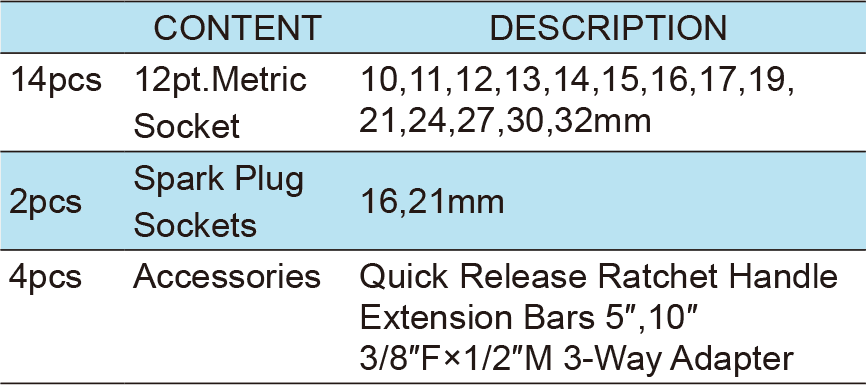 CONTENT DESCRIPTION
14pcs 12pt.Metric Socket 10,11,12,13,14,15,16,17,19,
21,24,27,30,32mm
2pcs Spark Plug Sockets 16,21mm
4pcs Accessories Quick Release Ratchet Handle
Extension Bars 5″,10″
3/8″F×1/2″M 3-Way Adapter